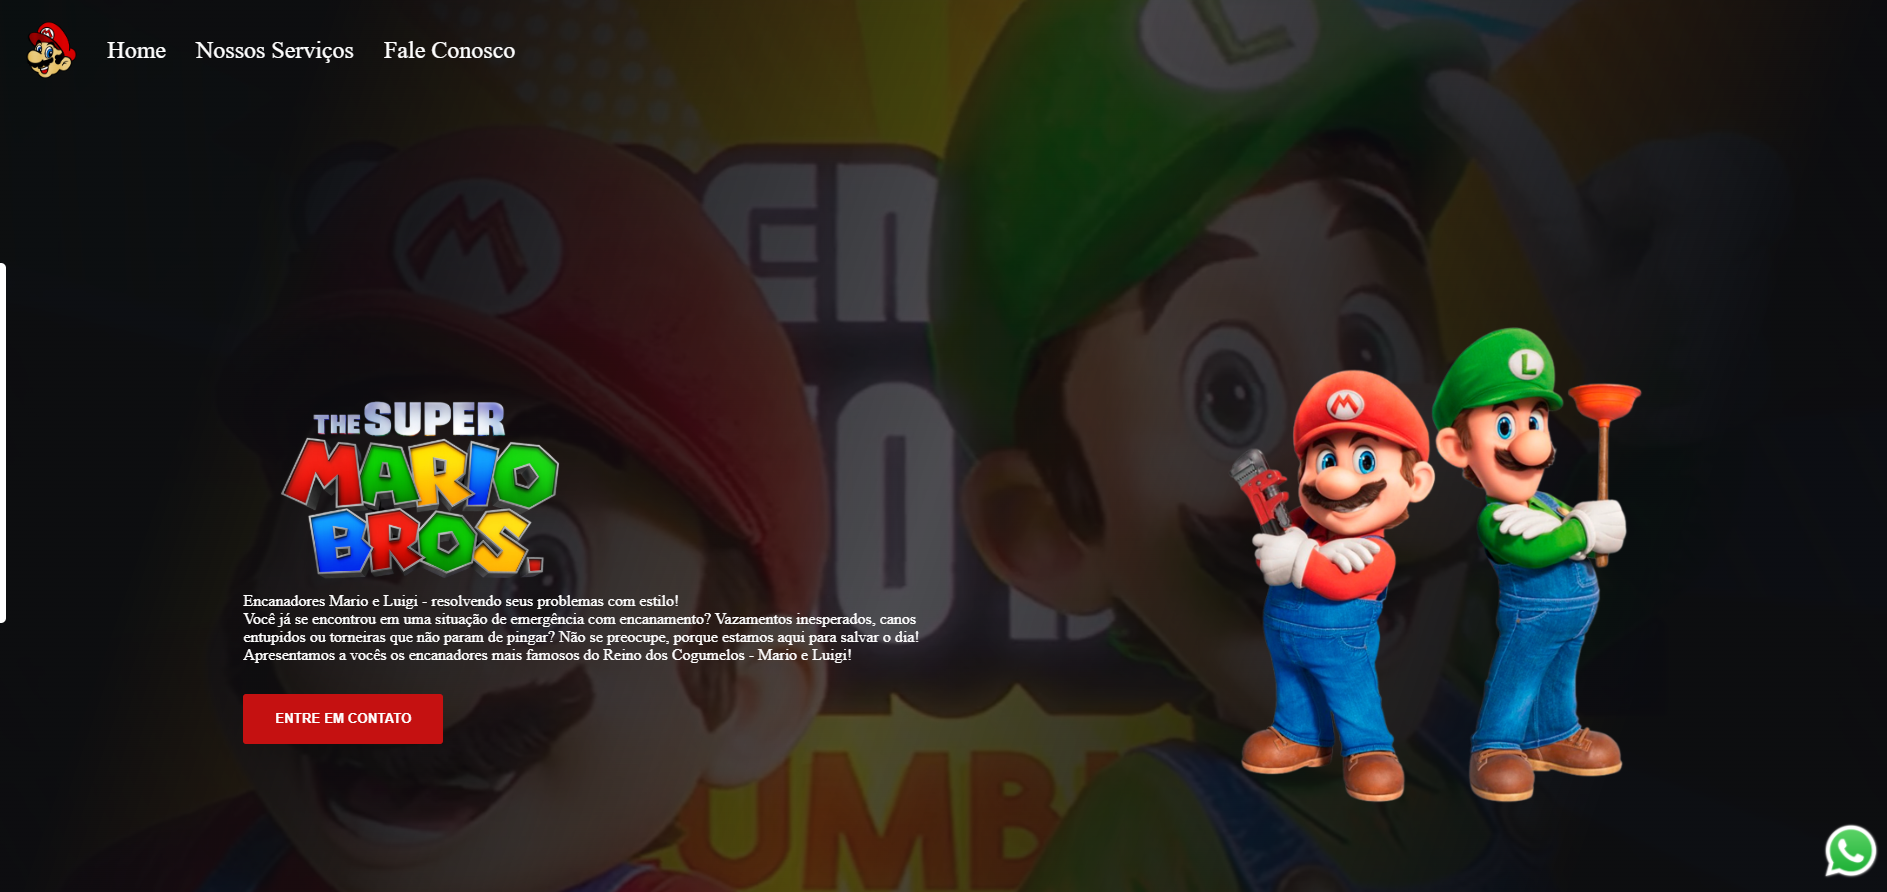 Home Nossos Serviços Fale Conosco
THE SUPER
MARIO
BROS.
Encanadores Mario e Luigi - resolvendo seus problemas com estilo!
Você já se encontrou em uma situação de emergência com encanamento? Vazamentos inesperados, canos
entupidos ou torneiras que não param de pingar? Não se preocupe, porque estamos aqui para salvar o dia!
Apresentamos a vocês os encanadores mais famosos do Reino dos Cogumelos - Mario e Luigi!
ENTRE EM CONTATO
M
L
M
L